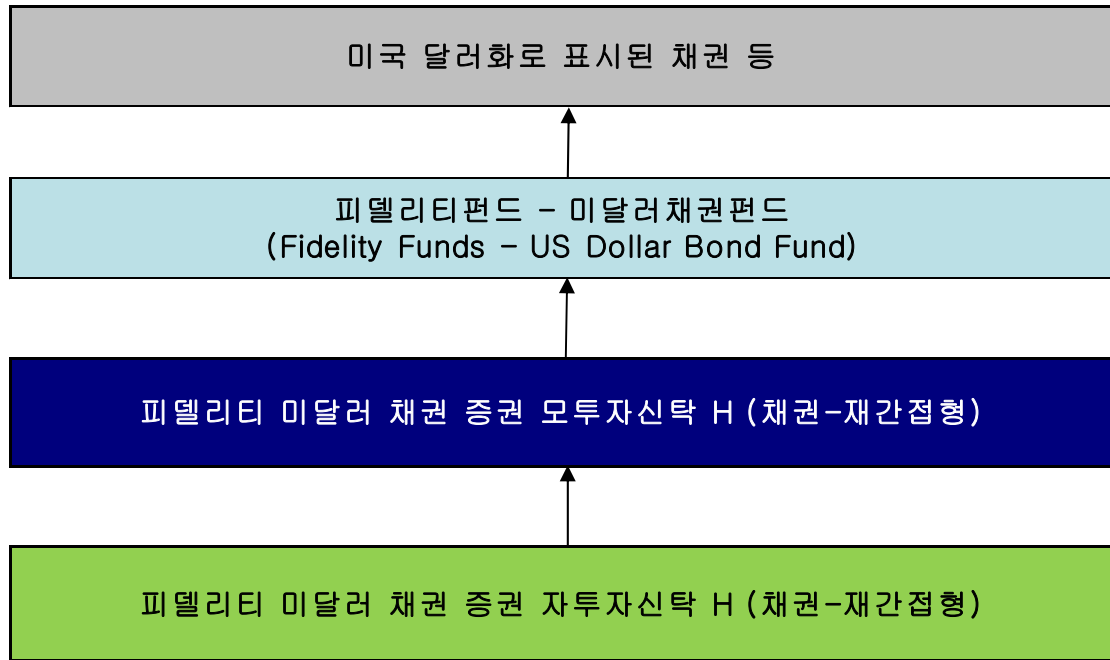 미국 달러화로 표시된 채권 등
피델리티펀드 - 미달러채권펀드
(Fidelity Funds - US Dollar Bond Fund)
피델리티 미달러 채권 증권 모투자신탁 H (채권-재간접형)
피델리티 미달러 채권 증권 자투자신탁 H (채권-재간접형)